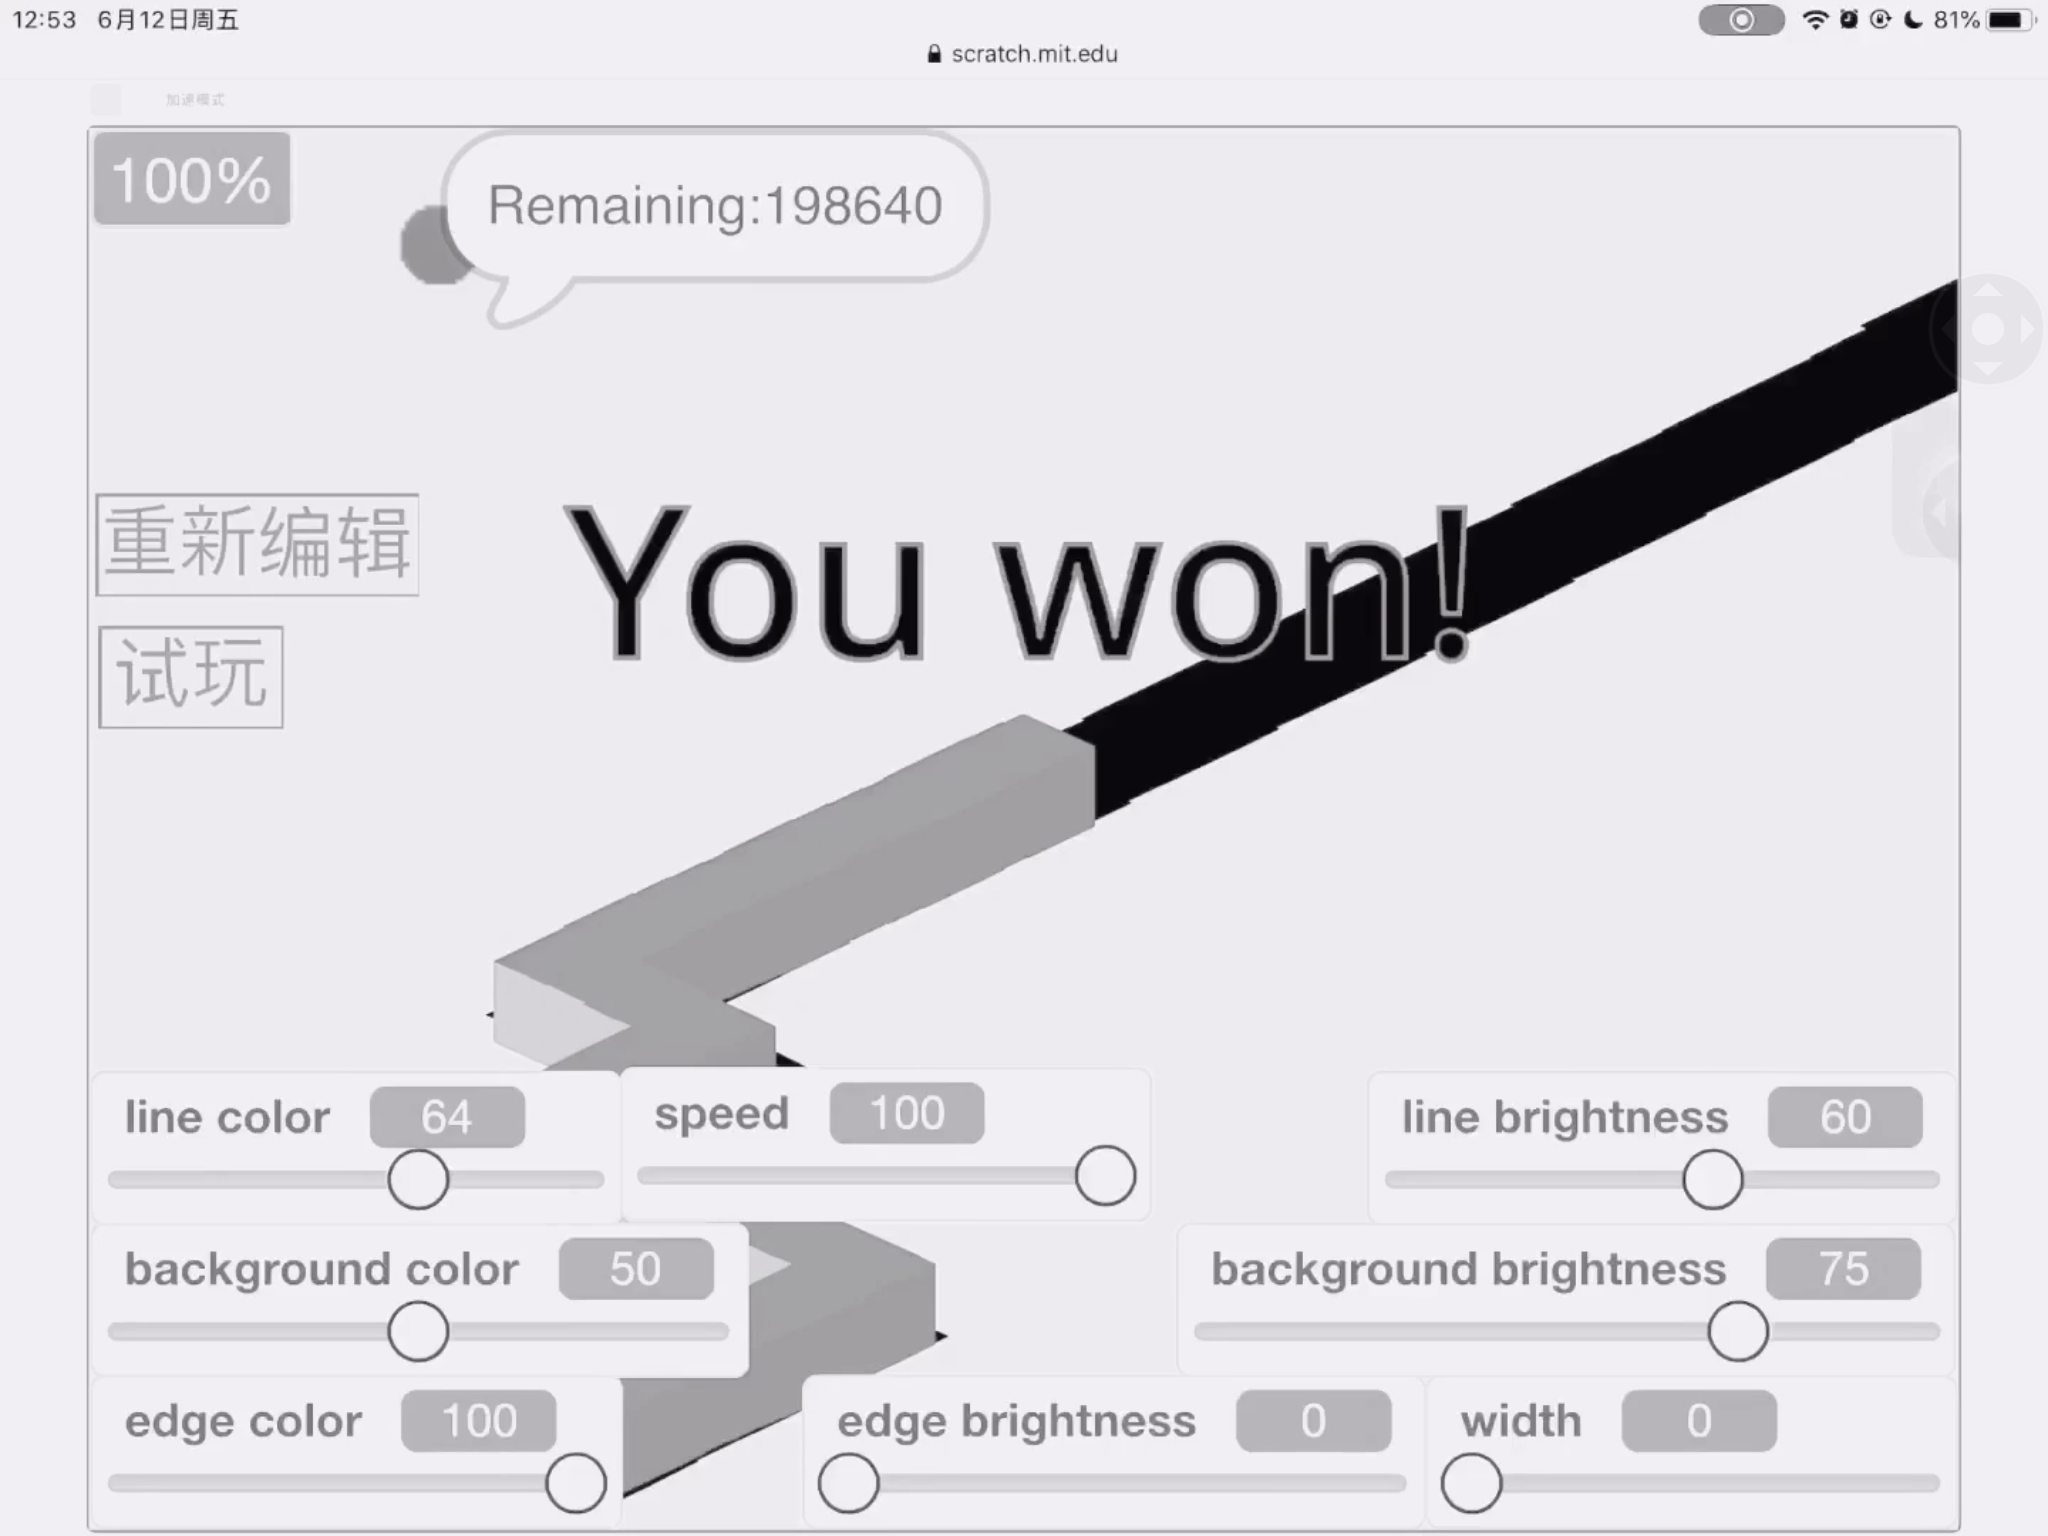 12:53 6月12日周五
81%
scratch.mit.edu
加速模式
100%
Remaining:198640
重新编辑
You won!
试玩
line color 64
speed 100
line brightness 60
background color 50
background brightness 75
edge color 100
edge brightness 0
width 0